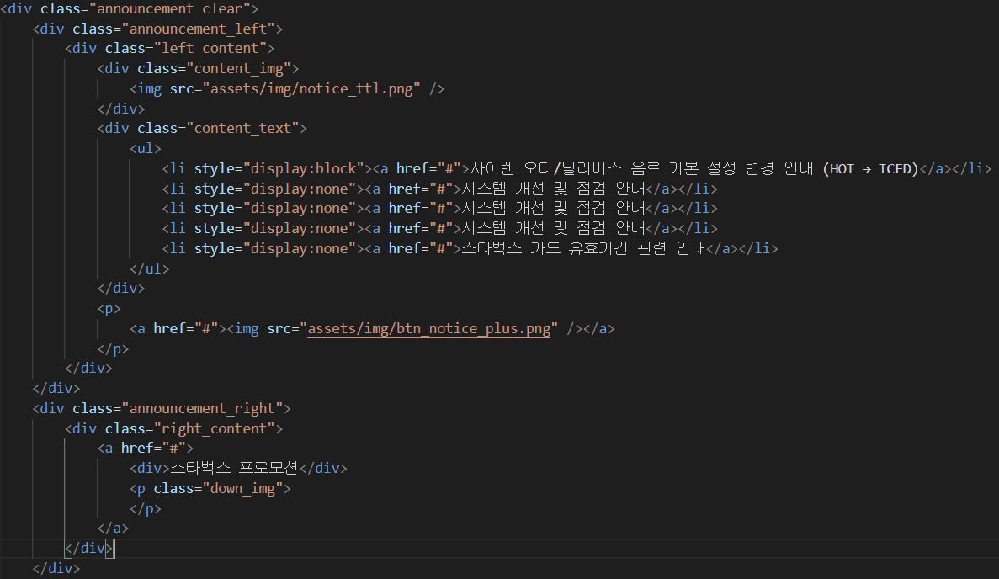 <div class="announcement clear">
<div class="announcement_left">
<div class="left_content">
<div class="content_img">
<img src="assets/img/notice_ttl.png" />
</div>
<div class="content_text">
<ul>
<li style="display:block"><a href="#">사이렌 오더/딜리버스 음료 기본 설정 변경 안내 (HOT → ICED)</a></li>
<li style="display:none"><a href="#">시스템 개선 및 점검 안내</a></li>
<li style="display:none"><a href="#">시스템 개선 및 점검 안내</a></li>
<li style="display:none"><a href="#">시스템 개선 및 점검 안내</a></li>
<li style="display:none"><a href="#">스타벅스 카드 유효기간 관련 안내</a></li>
</ul>
</div>
<p>
<a href="#"><img src="assets/img/btn_notice_plus.png" /></a>
</p>
</div>
</div>
<div class="announcement_right">
<div class="right_content">
<a href="#">
<div>스타벅스 프로모션</div>
<p class="down_img">
</p>
</a>
</div>
</div>